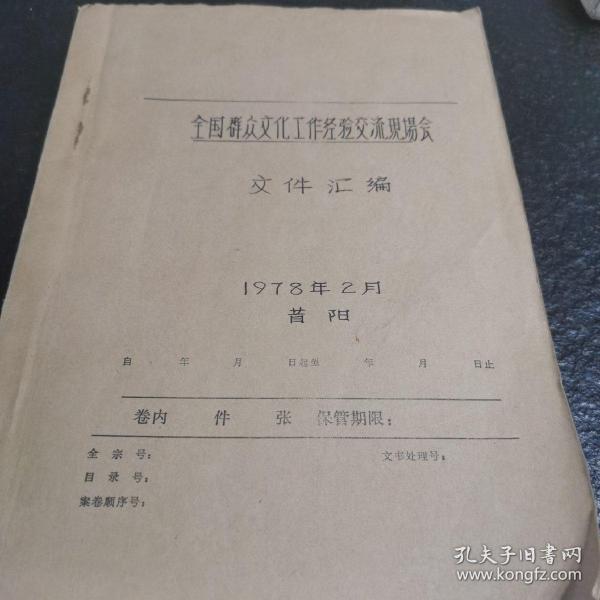 全国群众文化工作经验交流现場会
文件汇编
1978年2月
昔阳
自 年 月 日起至 年 月 日止
卷内 件 张 保管期限：
全宗号： 文书处理号：
目录号：
案卷顺序号：
孔夫子旧书网
www.kongfz.com